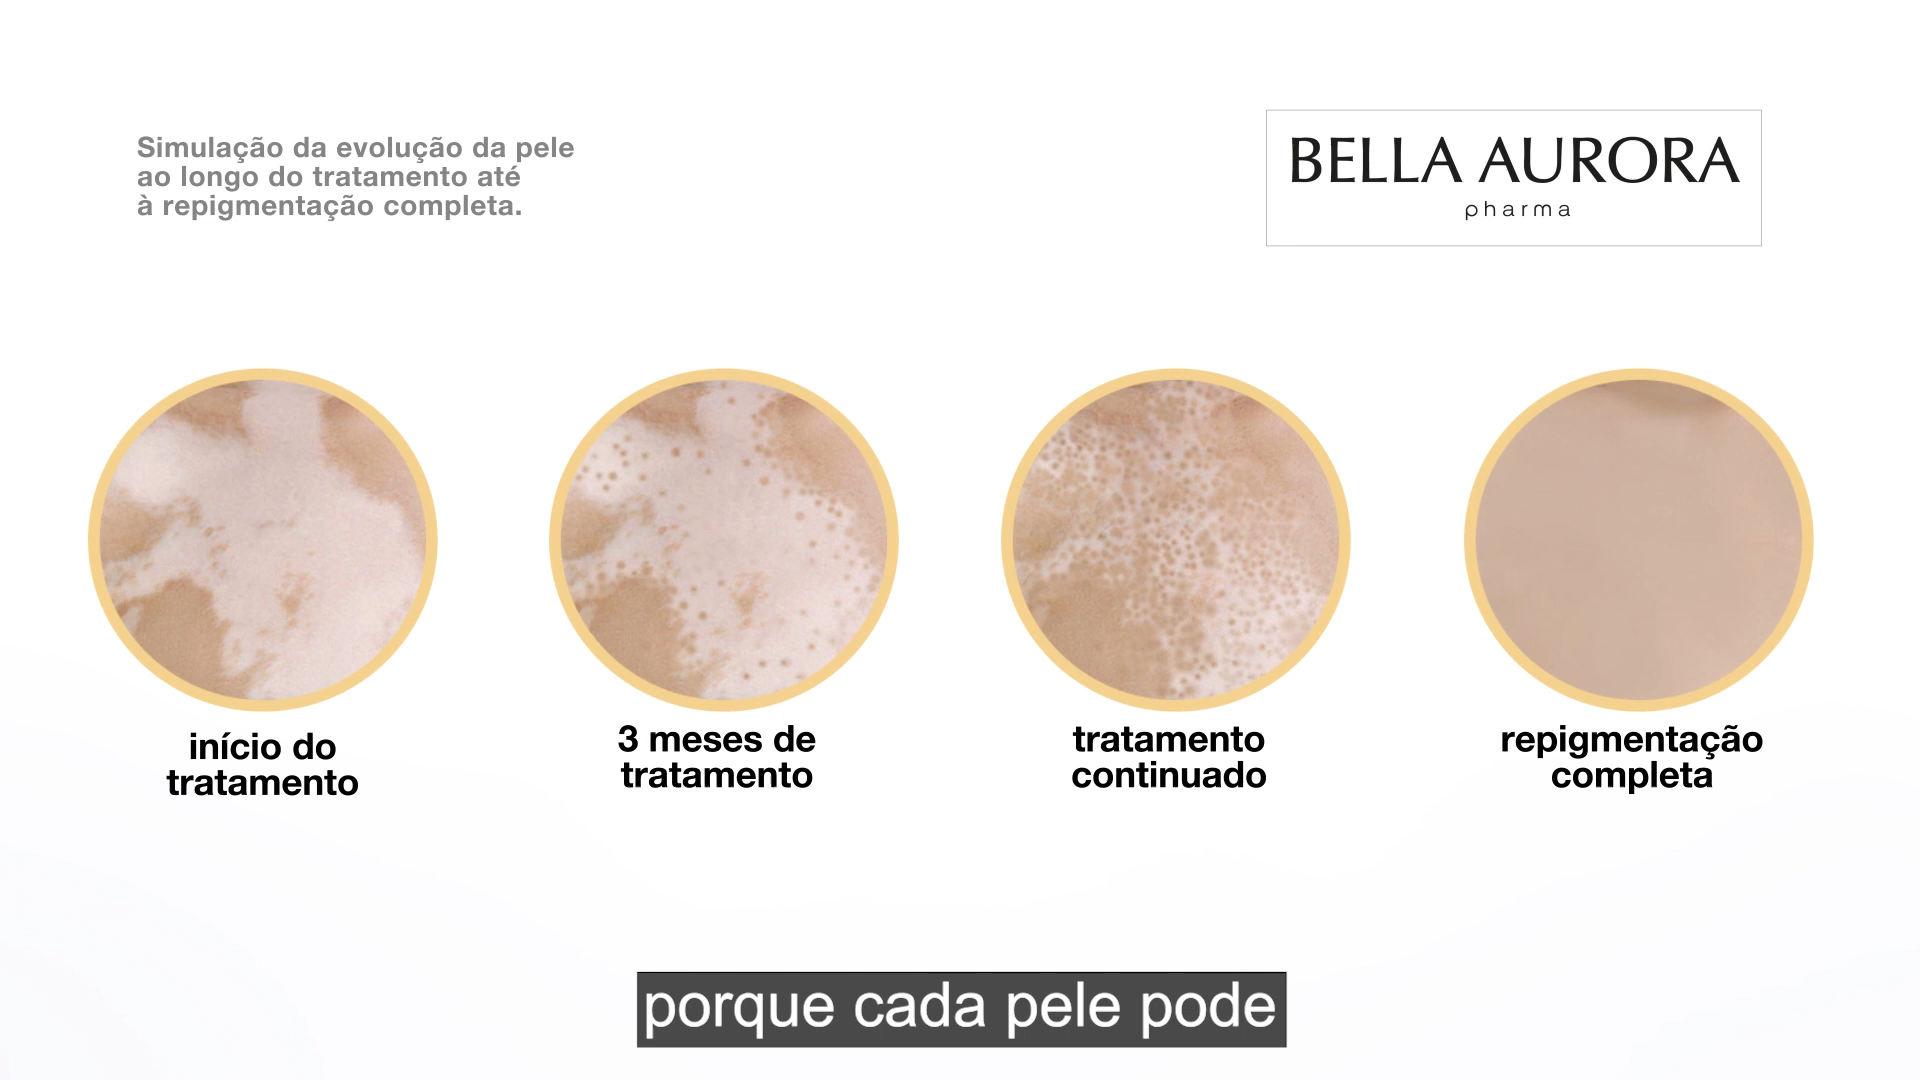 Simulação da evolução da pele
ao longo do tratamento até
à repigmentação completa.
BELLA AURORA
pharma
início do
tratamento
3 meses de
tratamento
tratamento
continuado
repigmentação
completa
porque cada pele pode